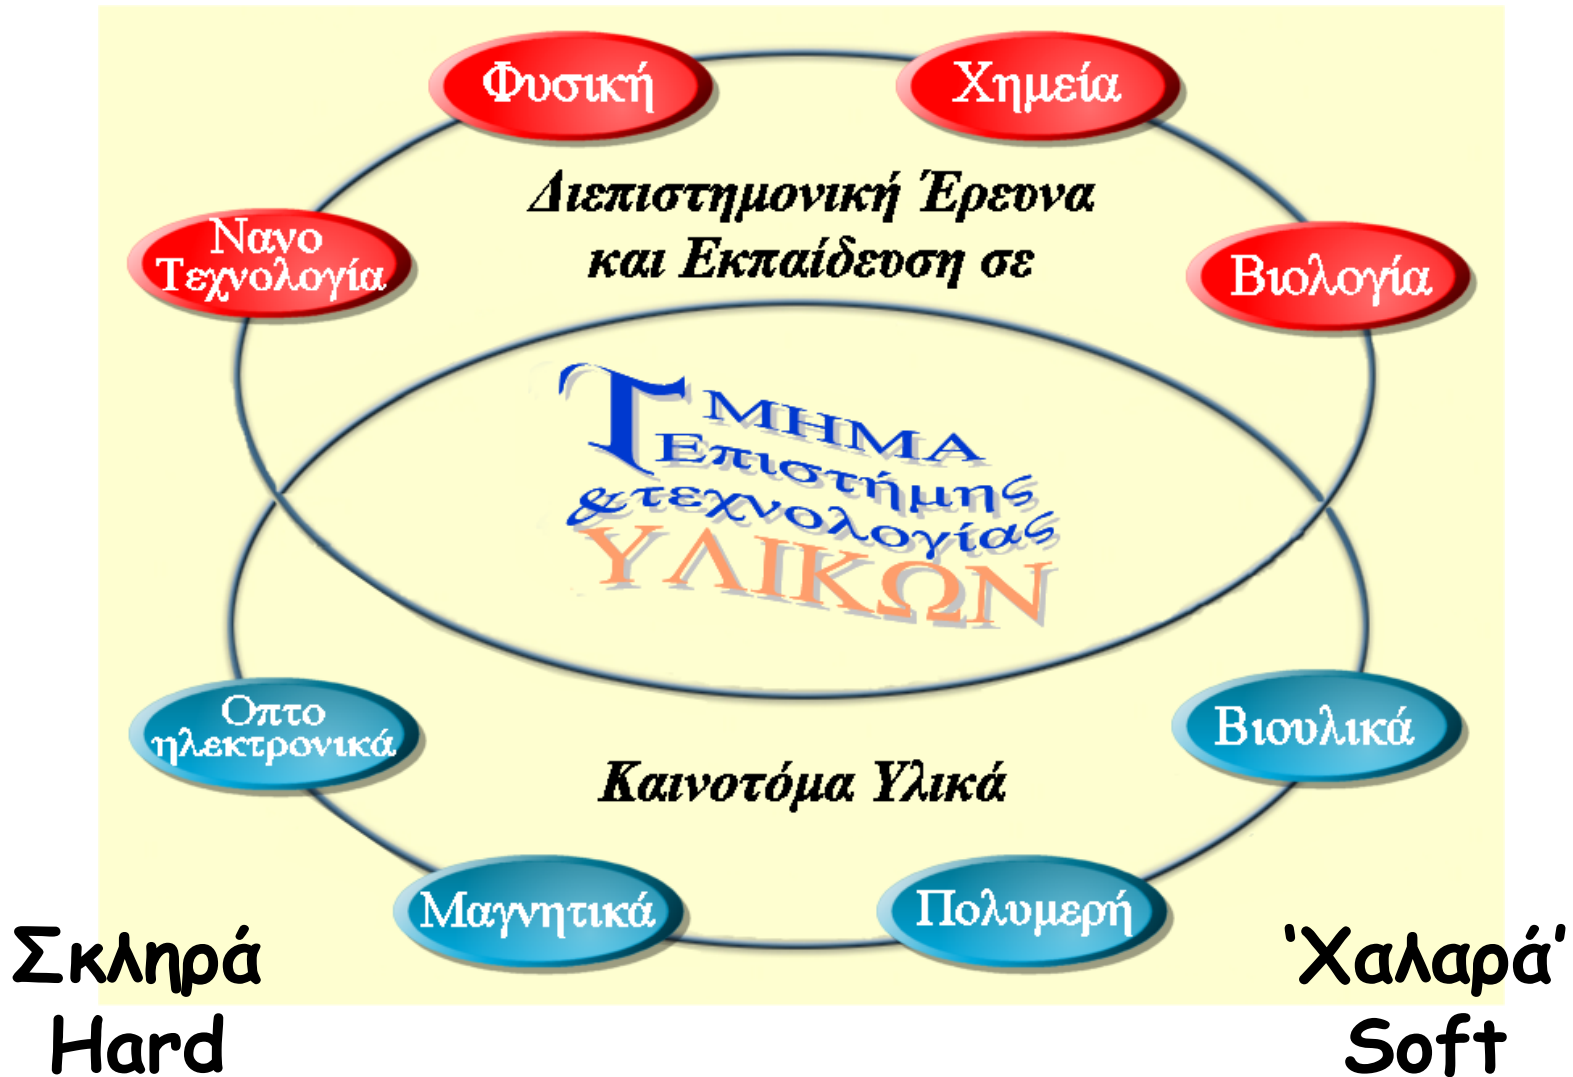 Φυσική
Χημεία
Διεπιστημονική Έρευνα
και Εκπαίδευση σε
Νανο
Τεχνολογία
Βιολογία
ΤΜΗΜΑ
Επιστήμης
&τεχνολογίας
ΥΛΙΚΩΝ
Οπτο
ηλεκτρονικά
Βιουλικά
Καινοτόμα Υλικά
Μαγνητικά
Πολυμερή
Σκληρά
Hard
‘Χαλαρά’
Soft